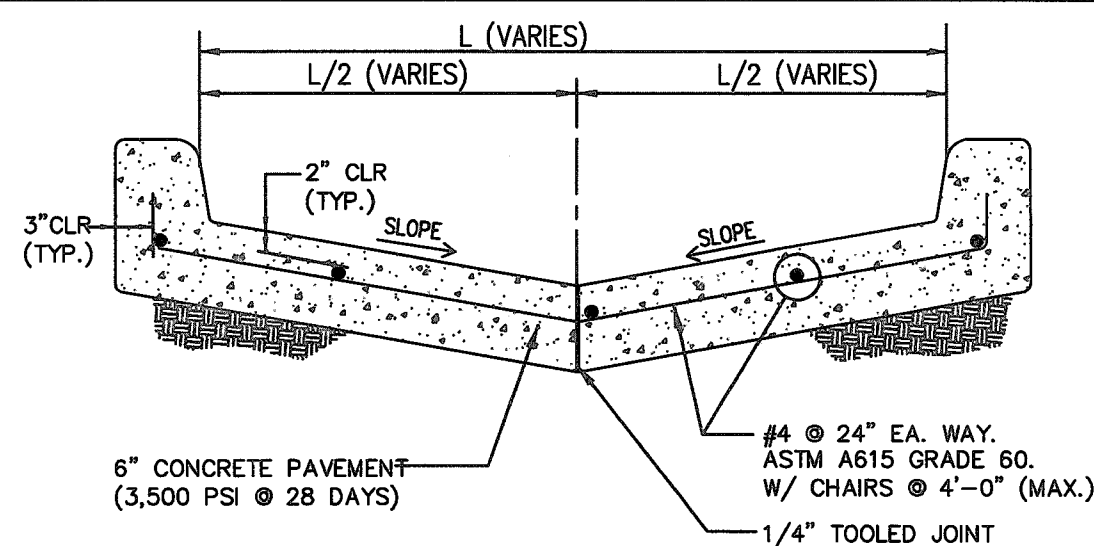 L (VARIES)
L/2 (VARIES)
L/2 (VARIES)
2" CLR
(TYP.)
3"CLR
(TYP.)
SLOPE
SLOPE
6" CONCRETE PAVEMENT
(3,500 PSI @ 28 DAYS)
#4 @ 24" EA. WAY.
ASTM A615 GRADE 60.
W/ CHAIRS @ 4'-0" (MAX.)
1/4" TOOLED JOINT